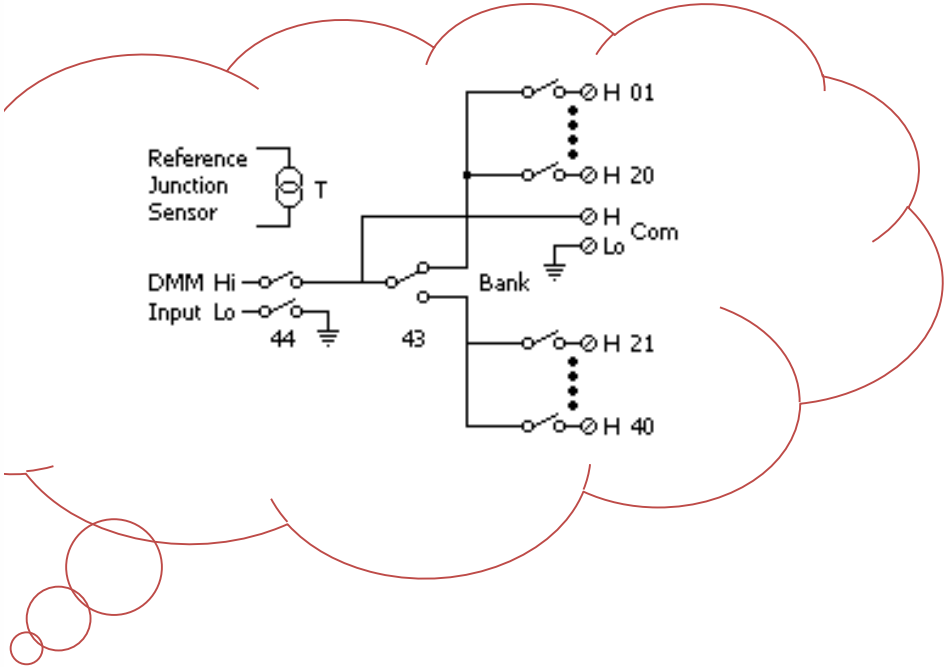 H 01
Reference
Junction
Sensor
T
H 20
H
Com
Lo
DMM Hi
Bank
Input Lo
44
43
H 21
H 40